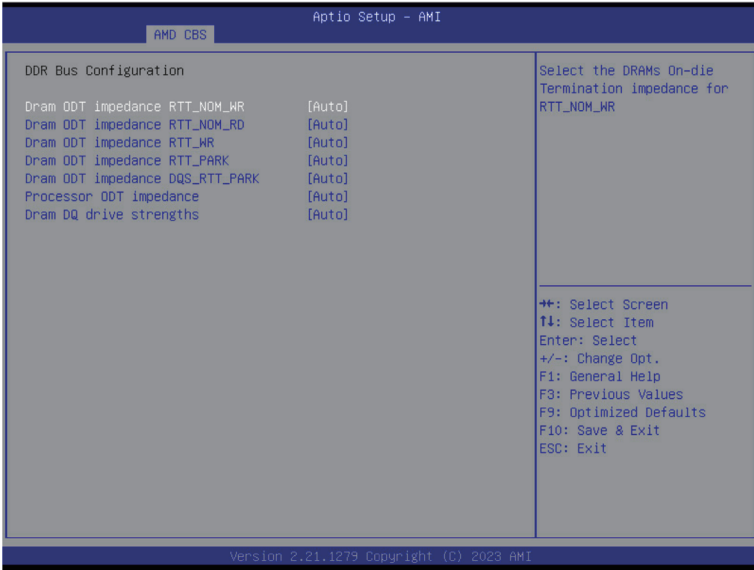 Aptio Setup - AMI
AMD CBS
DDR Bus Configuration
Dram ODT impedance RTT_NOM_WR [Auto]
Dram ODT impedance RTT_NOM_RD [Auto]
Dram ODT impedance RTT_WR [Auto]
Dram ODT impedance RTT_PARK [Auto]
Dram ODT impedance DQS_RTT_PARK [Auto]
Processor ODT impedance [Auto]
Dram DQ drive strengths [Auto]
Select the DRAMs On-die
Termination impedance for
RTT_NOM_WR
→←: Select Screen
↑↓: Select Item
Enter: Select
+/-: Change Opt.
F1: General Help
F3: Previous Values
F9: Optimized Defaults
F10: Save & Exit
ESC: Exit
Version 2.21.1279 Copyright (C) 2023 AMI